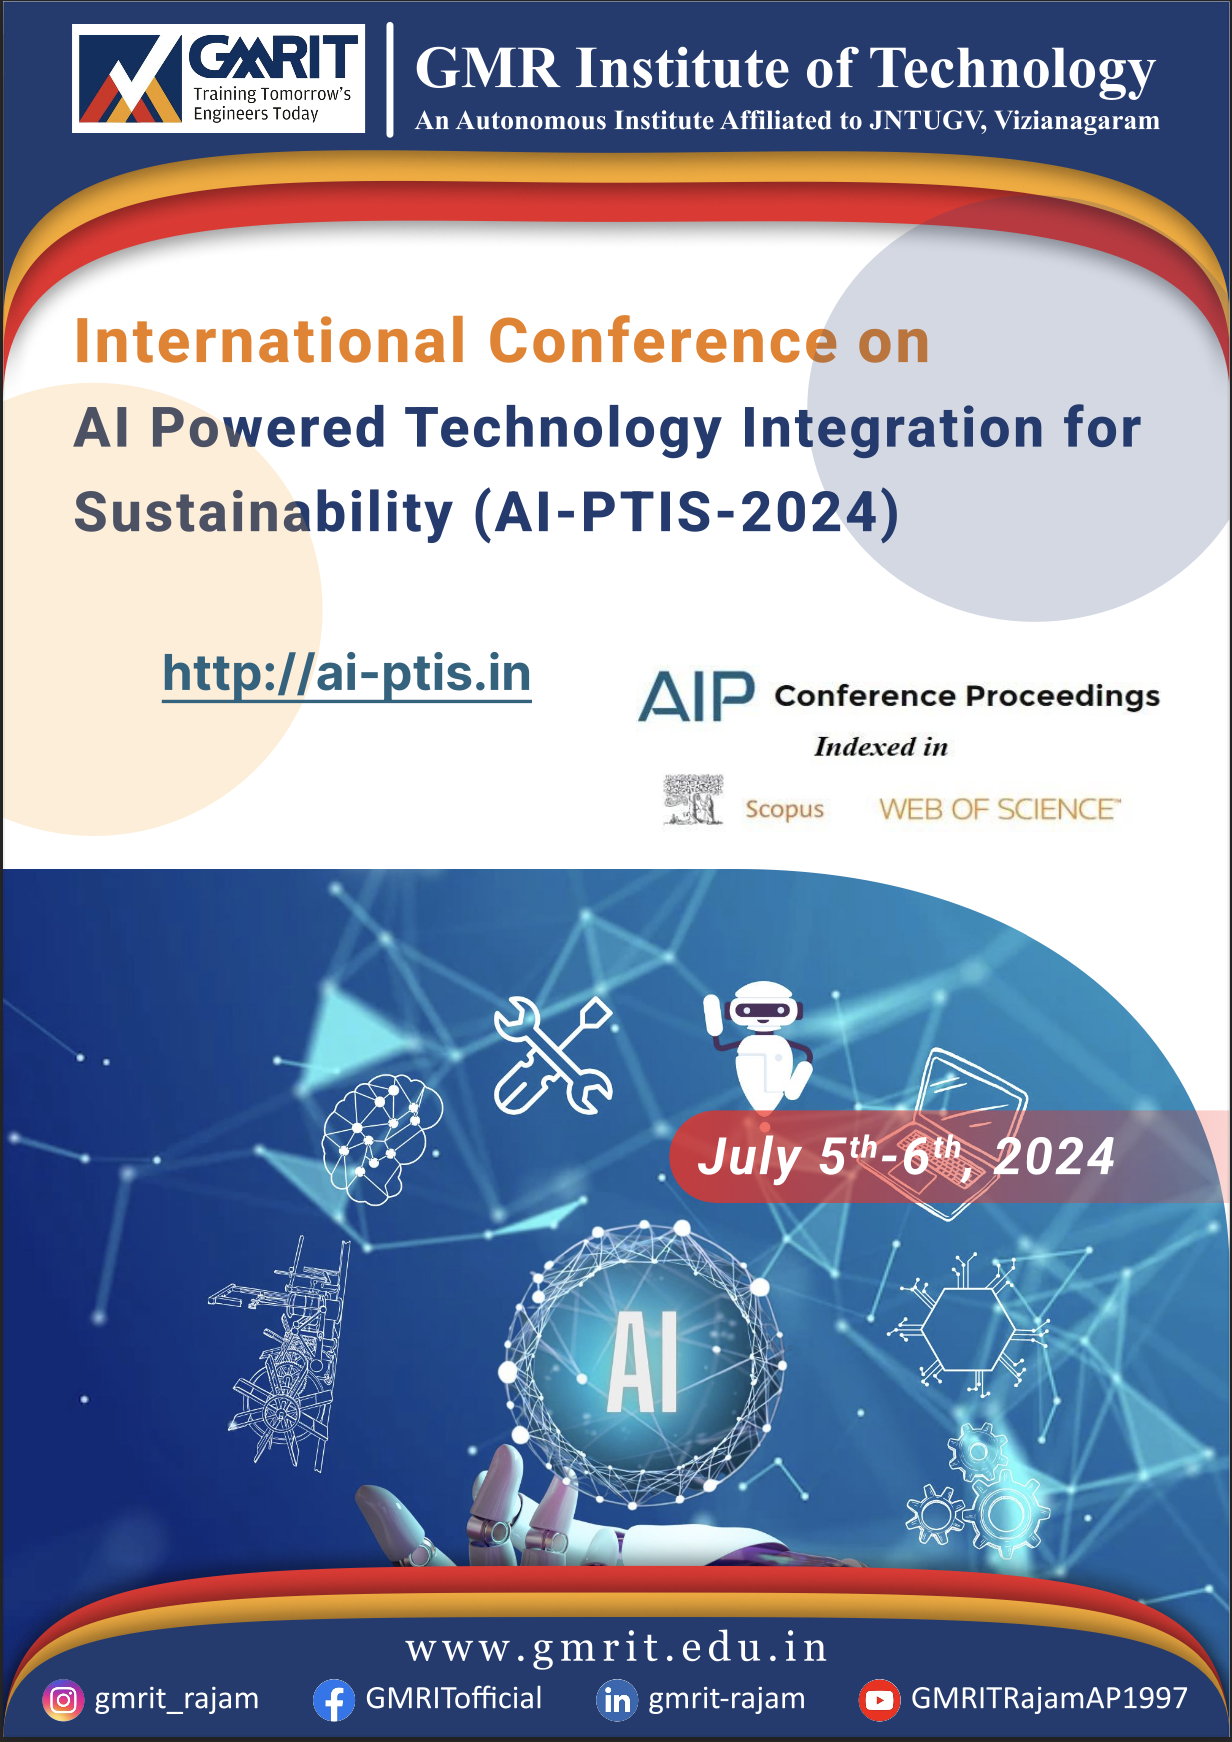 GMRIT
Training Tomorrow's
Engineers Today
GMR Institute of Technology
An Autonomous Institute Affiliated to JNTUGV, Vizianagaram
International Conference on
AI Powered Technology Integration for
Sustainability (AI-PTIS-2024)
http://ai-ptis.in
AIP Conference Proceedings
Indexed in
Scopus WEB OF SCIENCE™
July 5th-6th, 2024
AI
www.gmrit.edu.in
gmrit_rajam GMRITofficial gmrit-rajam GMRITRajamAP1997